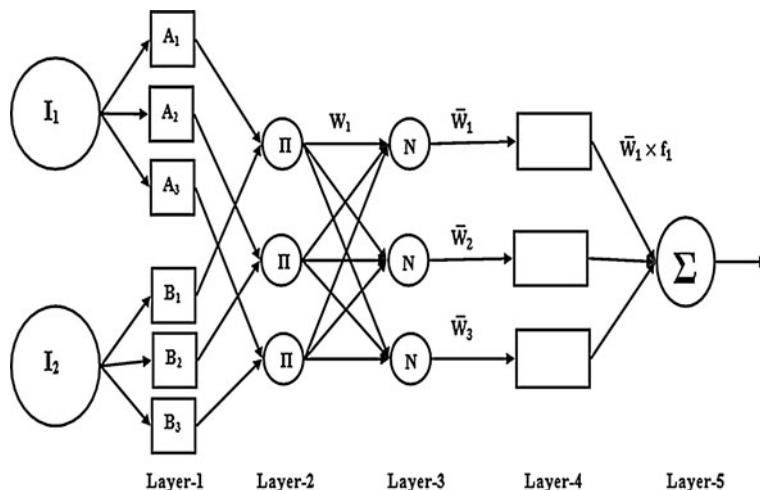 A₁
I₁
A₂
W₁
W̄₁
W̄₁ × f₁
Π
N
A₃
W̄₂
Π
N
Σ
B₁
W̄₃
I₂
B₂
Π
N
B₃
Layer-1 Layer-2 Layer-3 Layer-4 Layer-5